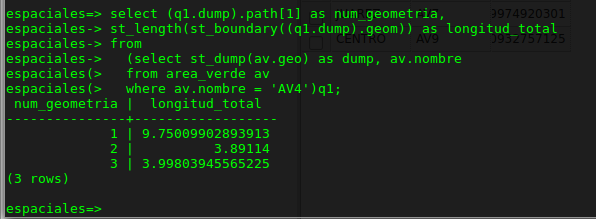 espaciales=> select (q1.dump).path[1] as num_geometria,
espaciales-> st_length(st_boundary((q1.dump).geom)) as longitud_total
espaciales-> from
espaciales->   (select st_dump(av.geo) as dump, av.nombre
espaciales(>   from area_verde av
espaciales(>   where av.nombre = 'AV4')q1;
 num_geometria |  longitud_total
---------------+------------------
             1 | 9.75009902893913
             2 |          3.89114
             3 | 3.99803945565225
(3 rows)
espaciales=>
9974920301
CENTRO AV9